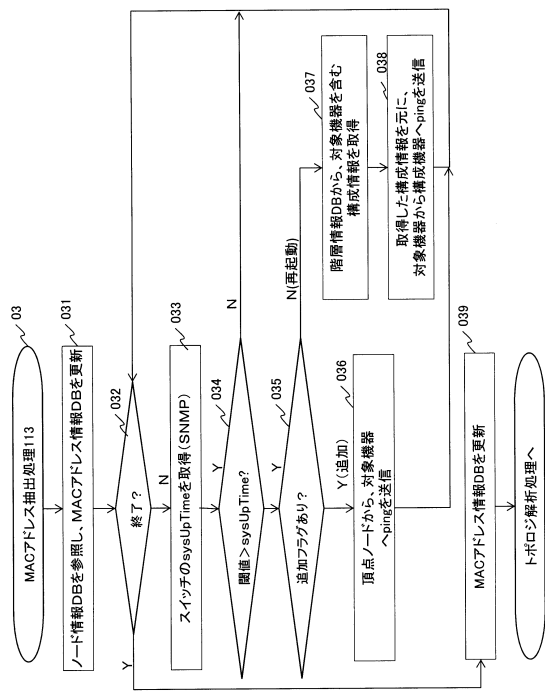 MACアドレス抽出処理113
03
ノード情報DBを参照し、MACアドレス情報DBを更新
031
終了?
032
Y
N
スイッチのsysUpTimeを取得(SNMP)
033
閾値>sysUpTime?
034
Y
N
追加フラグあり?
035
Y
N(再起動)
Y(追加)
頂点ノードから、対象機器
へpingを送信
036
階層情報DBから、対象機器を含む
構成情報を取得
037
取得した構成情報を元に、
対象機器から構成機器へpingを送信
038
MACアドレス情報DBを更新
039
トポロジ解析処理へ